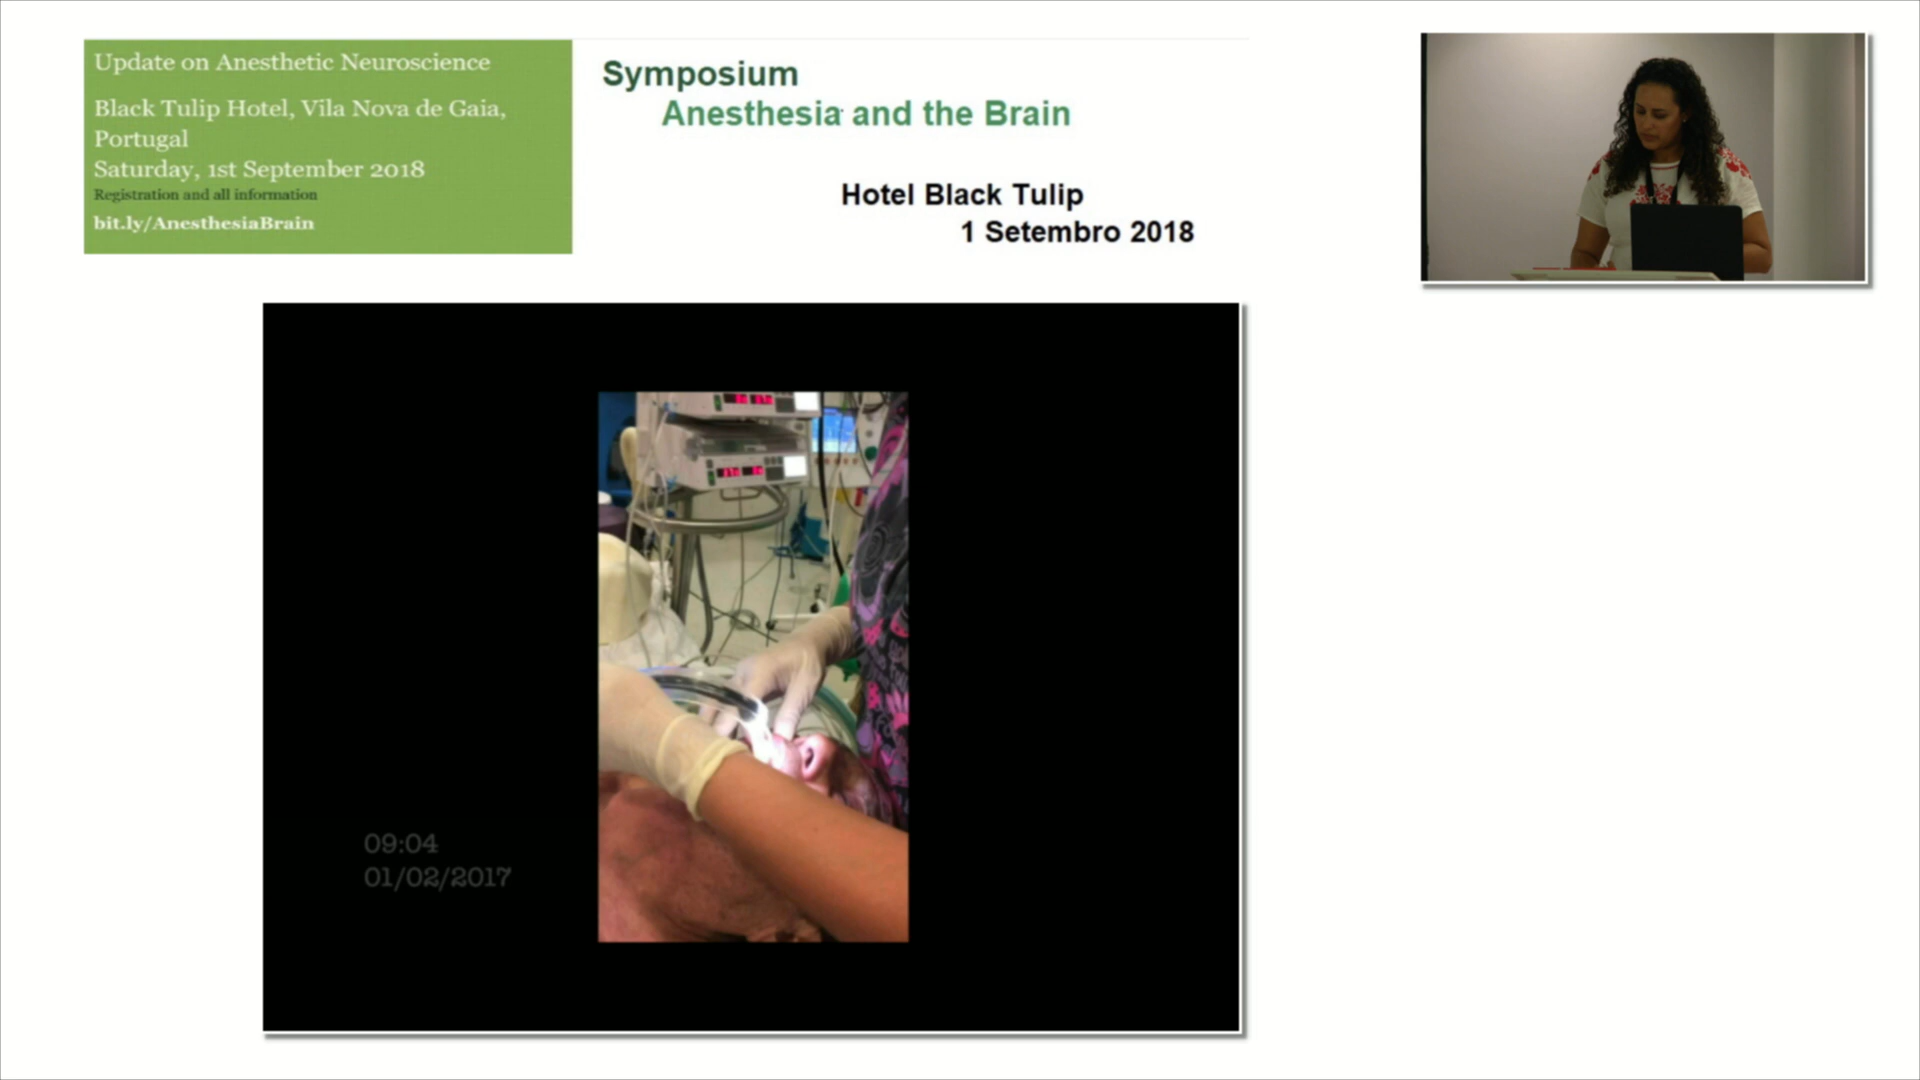 Update on Anesthetic Neuroscience
Black Tulip Hotel, Vila Nova de Gaia,
Portugal
Saturday, 1st September 2018
Registration and all information
bit.ly/AnesthesiaBrain
Symposium
Anesthesia and the Brain
Hotel Black Tulip
1 Setembro 2018
09:04
01/02/2017